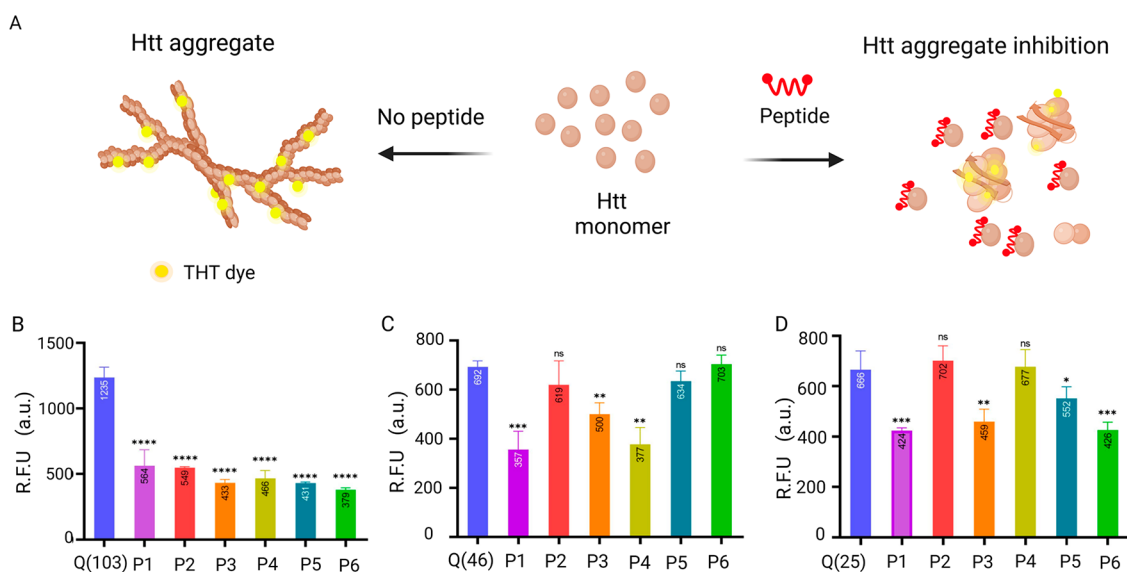 A
Htt aggregate
Htt aggregate inhibition
No peptide
Peptide
Htt
monomer
THT dye
B
R.F.U (a.u.)
1500
1000
500
0
1235
****
564
****
549
****
433
****
466
****
431
****
379
Q(103) P1 P2 P3 P4 P5 P6
C
R.F.U (a.u.)
800
600
400
200
0
692
***
357
ns
619
**
500
**
377
ns
634
ns
703
Q(46) P1 P2 P3 P4 P5 P6
D
R.F.U (a.u.)
800
600
400
200
0
666
***
424
ns
702
**
459
ns
677
*
552
***
426
Q(25) P1 P2 P3 P4 P5 P6